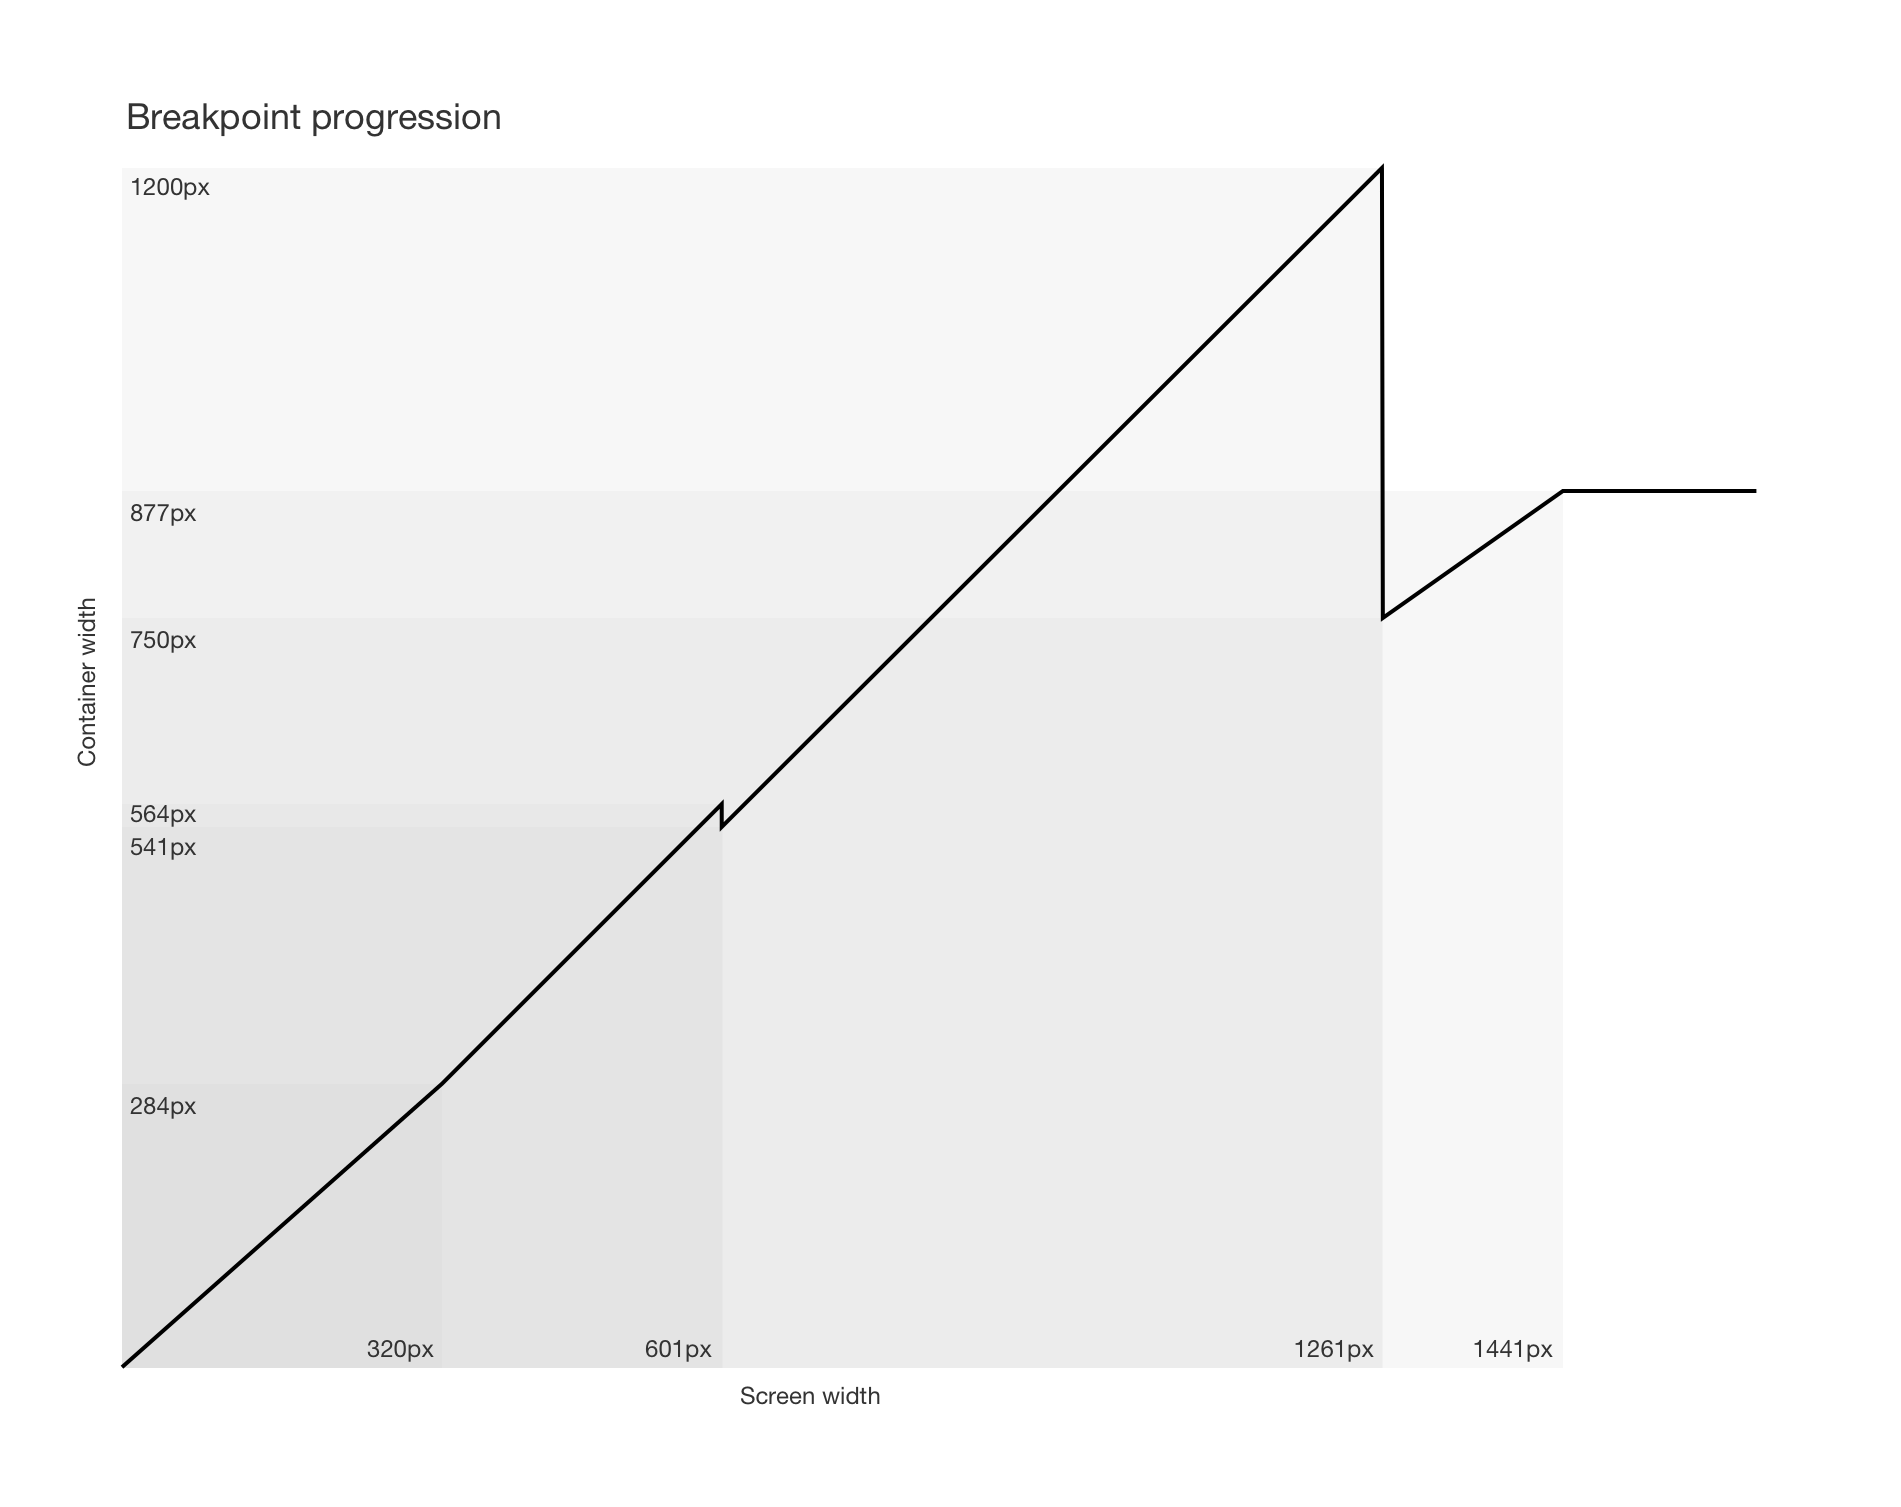 Breakpoint progression
1200px
877px
750px
564px
541px
284px
Container width
320px
601px
1261px
1441px
Screen width